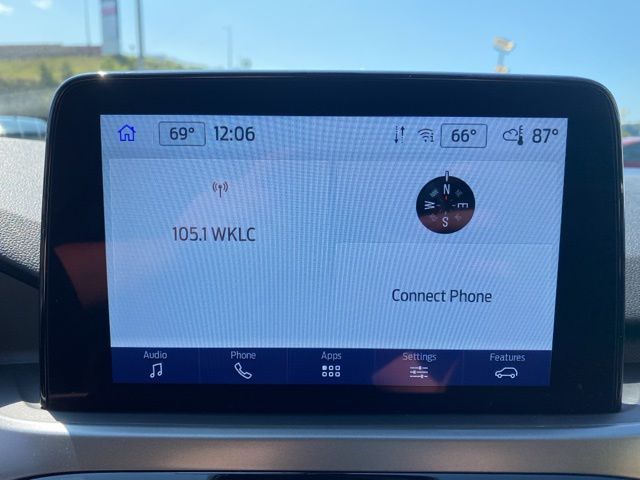 69° 12:06 66° 87°
105.1 WKLC
N
W E
S
Connect Phone
Audio Phone Apps Settings Features